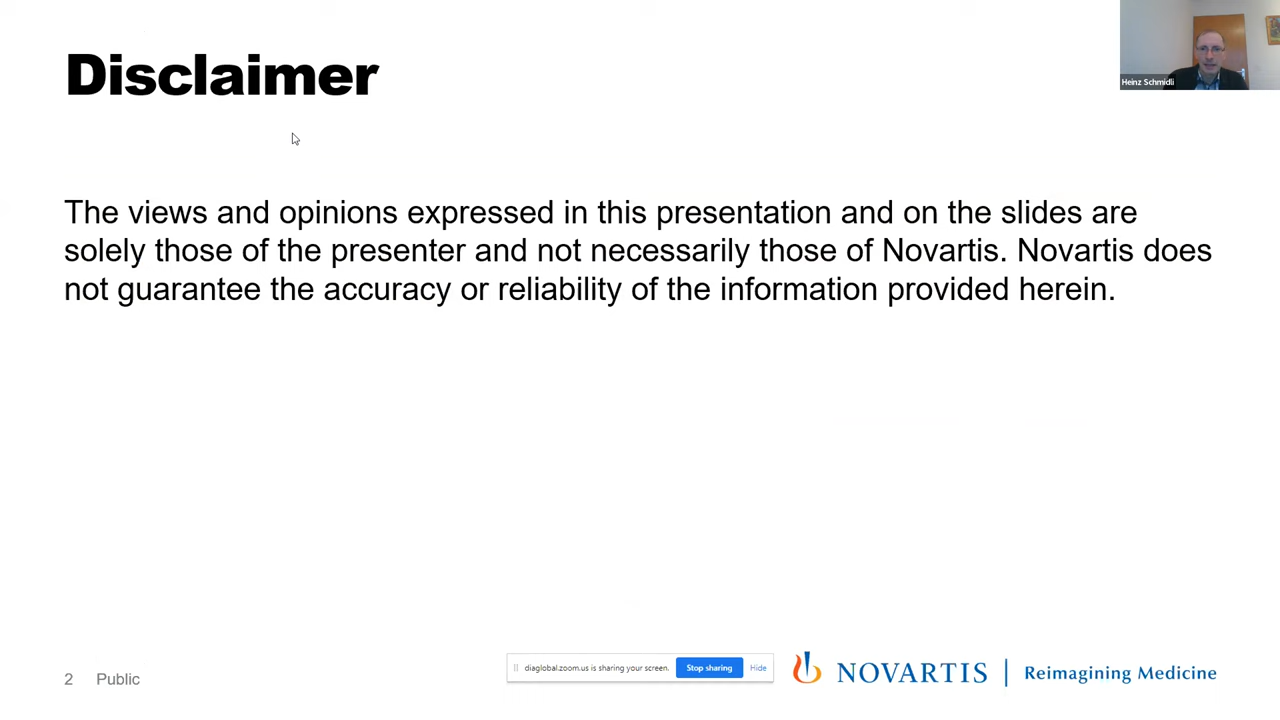 Disclaimer
Heinz Schmidli
The views and opinions expressed in this presentation and on the slides are
solely those of the presenter and not necessarily those of Novartis. Novartis does
not guarantee the accuracy or reliability of the information provided herein.
2 Public
diaglobal.zoom.us is sharing your screen. Stop sharing Hide
NOVARTIS | Reimagining Medicine